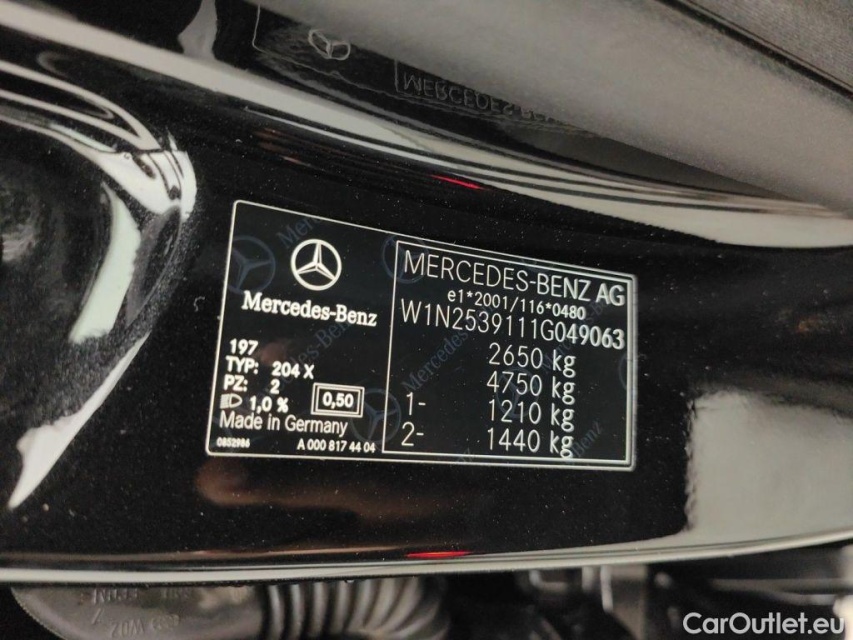 Mercedes-Benz
197
TYP: 204 X
PZ: 2
1,0 % 0,50
Made in Germany
0852986 A 000 817 44 04
MERCEDES-BENZ AG
e1*2001/116*0480
W1N2539111G049063
2650 kg
4750 kg
1- 1210 kg
2- 1440 kg
CarOutlet.eu